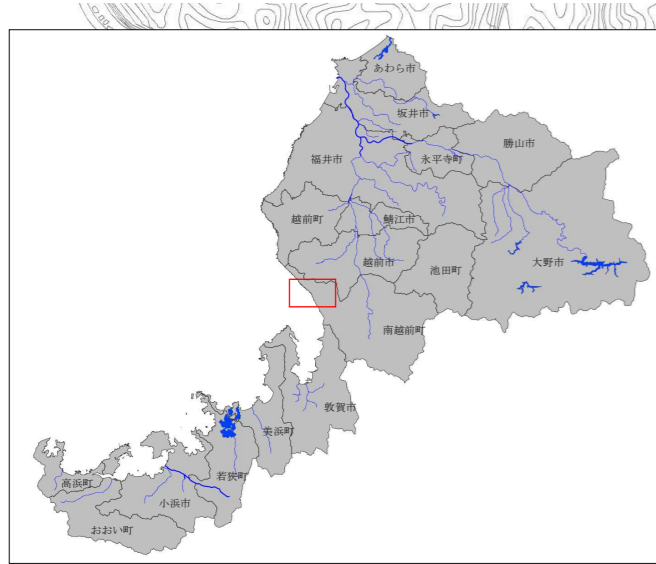 あわら市
坂井市
勝山市
福井市
永平寺町
越前町
鯖江市
越前市
池田町
大野市
南越前町
敦賀市
美浜町
若狭町
高浜町
小浜市
おおい町